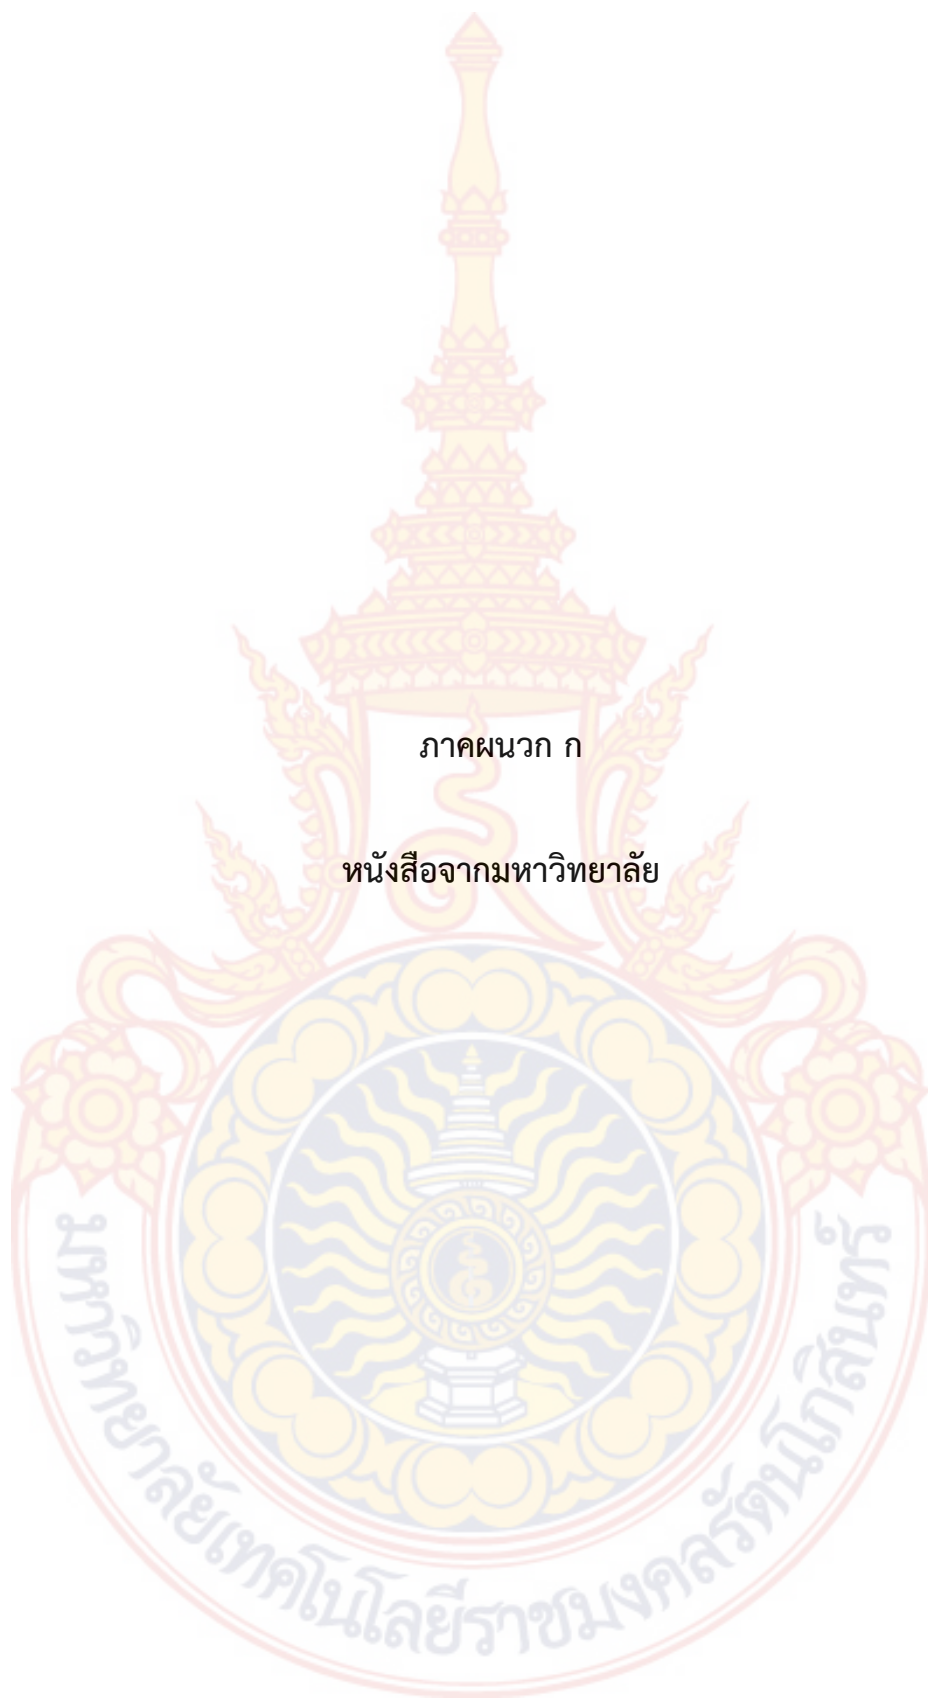 ภาคผนวก ก
หนังสือจากมหาวิทยาลัย
มหาวิทยาลัยเทคโนโลยีราชมงคลรัตนโกสินทร์